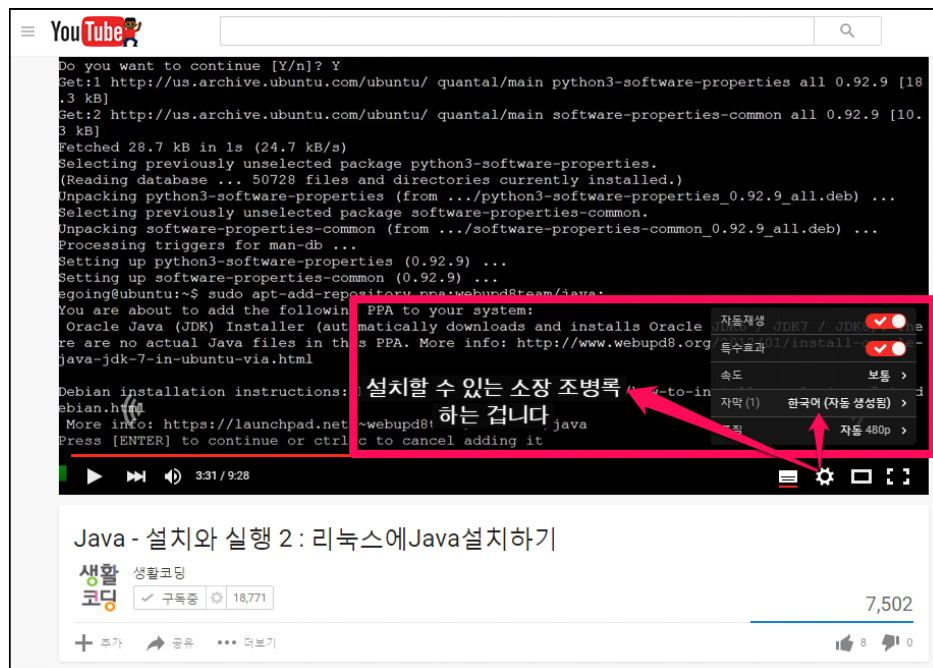 YouTube
Do you want to continue [Y/n]? Y
Get:1 http://us.archive.ubuntu.com/ubuntu/ quantal/main python3-software-properties all 0.92.9 [18
.3 kB]
Get:2 http://us.archive.ubuntu.com/ubuntu/ quantal/main software-properties-common all 0.92.9 [10.
3 kB]
Fetched 28.7 kB in 1s (24.7 kB/s)
Selecting previously unselected package python3-software-properties.
(Reading database ... 50728 files and directories currently installed.)
Unpacking python3-software-properties (from .../python3-software-properties_0.92.9_all.deb) ...
Selecting previously unselected package software-properties-common.
Unpacking software-properties-common (from .../software-properties-common_0.92.9_all.deb) ...
Processing triggers for man-db ...
Setting up python3-software-properties (0.92.9) ...
Setting up software-properties-common (0.92.9) ...
egoing@ubuntu:~$ sudo apt-add-repository ppa:webupd8team/java;
You are about to add the following PPA to your system:
Oracle Java (JDK) Installer (automatically downloads and installs Oracle JDK6 / JDK7 / JDK8).
re are no actual Java files in this PPA. More info: http://www.webupd8.org/2012/01/install-oracle-
java-jdk-7-in-ubuntu-via.html
Debian installation instructions:
ebian.html
More info: https://launchpad.net/~webupd8t java
Press [ENTER] to continue or ctrl-c to cancel adding it
자동재생
특수효과
속도 보통
자막 (1) 한국어 (자동 생성됨)
품질 자동 480p
설치할 수 있는 소장 조병록
하는 겁니다
3:31 / 9:28
Java - 설치와 실행 2 : 리눅스에Java설치하기
생활
코딩
생활코딩
구독중 18,771
7,502
추가 공유 더보기
8 0